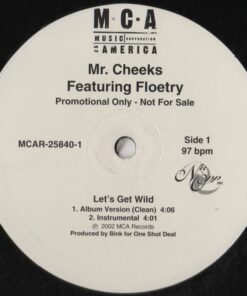 M·C·A
MUSIC CORPORATION
OF AMERICA
Mr. Cheeks
Featuring Floetry
Promotional Only - Not For Sale
MCAR-25840-1
Side 1
97 bpm
Let's Get Wild
1. Album Version (Clean) 4:06
2. Instrumental 4:01
℗ 2002 MCA Records
Produced by Bink for One Shot Deal